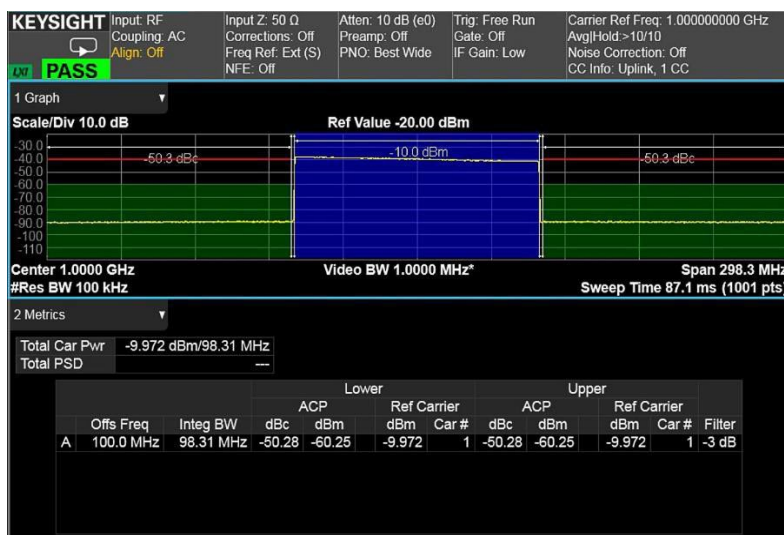 KEYSIGHT Input: RF Input Z: 50 Ω Atten: 10 dB (e0) Trig: Free Run Carrier Ref Freq: 1.000000000 GHz
Coupling: AC Corrections: Off Preamp: Off Gate: Off Avg|Hold:>10/10
Align: Off Freq Ref: Ext (S) PNO: Best Wide IF Gain: Low Noise Correction: Off
LXI PASS NFE: Off CC Info: Uplink, 1 CC
1 Graph
Scale/Div 10.0 dB Ref Value -20.00 dBm
-30.0
-40.0
-50.0
-60.0
-70.0
-80.0
-90.0
-100
-110
-50.3 dBc -10.0 dBm -50.3 dBc
Center 1.0000 GHz Video BW 1.0000 MHz* Span 298.3 MHz
#Res BW 100 kHz Sweep Time 87.1 ms (1001 pts)
2 Metrics
Total Car Pwr -9.972 dBm/98.31 MHz
Total PSD ---
Lower Upper
ACP Ref Carrier ACP Ref Carrier
Offs Freq Integ BW dBc dBm dBm Car # dBc dBm dBm Car # Filter
A 100.0 MHz 98.31 MHz -50.28 -60.25 -9.972 1 -50.28 -60.25 -9.972 1 -3 dB